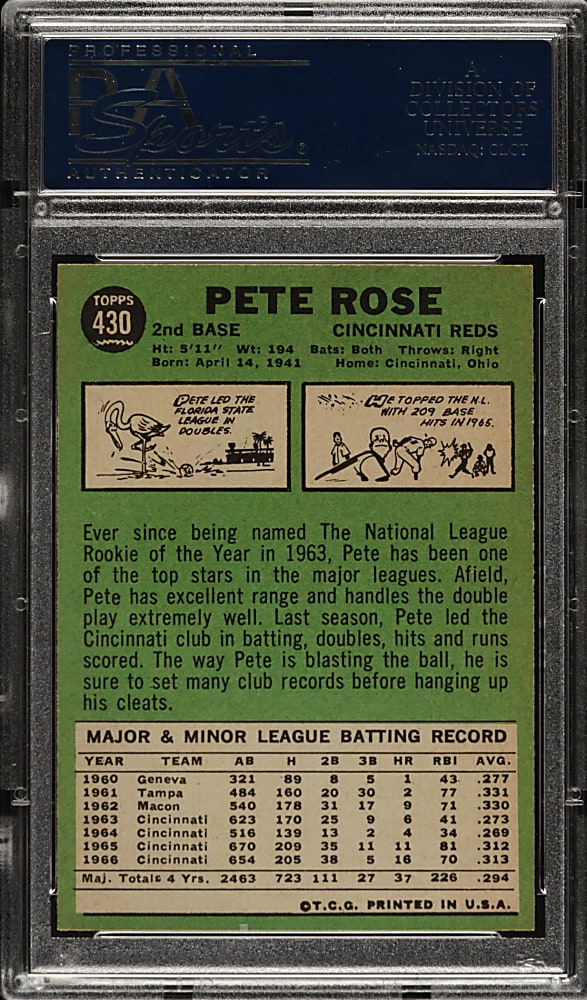 PROFESSIONAL
PSA
Sports®
AUTHENTICATOR
A
DIVISION OF
COLLECTORS
UNIVERSE
NASDAQ: CLCT
TOPPS
430
PETE ROSE
2nd BASE CINCINNATI REDS
Ht: 5'11" Wt: 194 Bats: Both Throws: Right
Born: April 14, 1941 Home: Cincinnati, Ohio
PETE LED THE
FLORIDA STATE
LEAGUE IN
DOUBLES.
HE TOPPED THE N.L.
WITH 209 BASE
HITS IN 1965.
Ever since being named The National League
Rookie of the Year in 1963, Pete has been one
of the top stars in the major leagues. Afield,
Pete has excellent range and handles the double
play extremely well. Last season, Pete led the
Cincinnati club in batting, doubles, hits and runs
scored. The way Pete is blasting the ball, he is
sure to set many club records before hanging up
his cleats.
MAJOR & MINOR LEAGUE BATTING RECORD
YEAR TEAM AB H 2B 3B HR RBI AVG.
1960 Geneva 321 89 8 5 1 43 .277
1961 Tampa 484 160 20 30 2 77 .331
1962 Macon 540 178 31 17 9 71 .330
1963 Cincinnati 623 170 25 9 6 41 .273
1964 Cincinnati 516 139 13 2 4 34 .269
1965 Cincinnati 670 209 35 11 11 81 .312
1966 Cincinnati 654 205 38 5 16 70 .313
Maj. Totals 4 Yrs. 2463 723 111 27 37 226 .294
©T.C.G. PRINTED IN U.S.A.